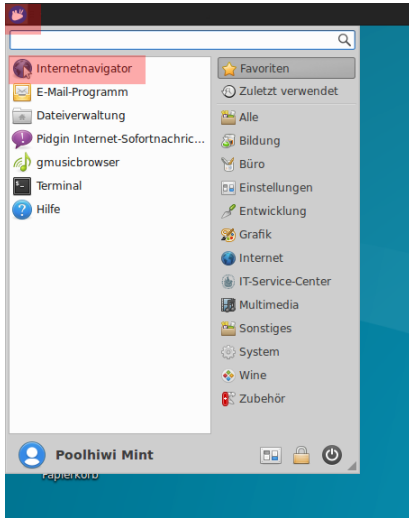 Internetnavigator
E-Mail-Programm
Dateiverwaltung
Pidgin Internet-Sofortnachric...
gmusicbrowser
Terminal
Hilfe
Favoriten
Zuletzt verwendet
Alle
Bildung
Büro
Einstellungen
Entwicklung
Grafik
Internet
IT-Service-Center
Multimedia
Sonstiges
System
Wine
Zubehör
Poolhiwi Mint
Papierkorb